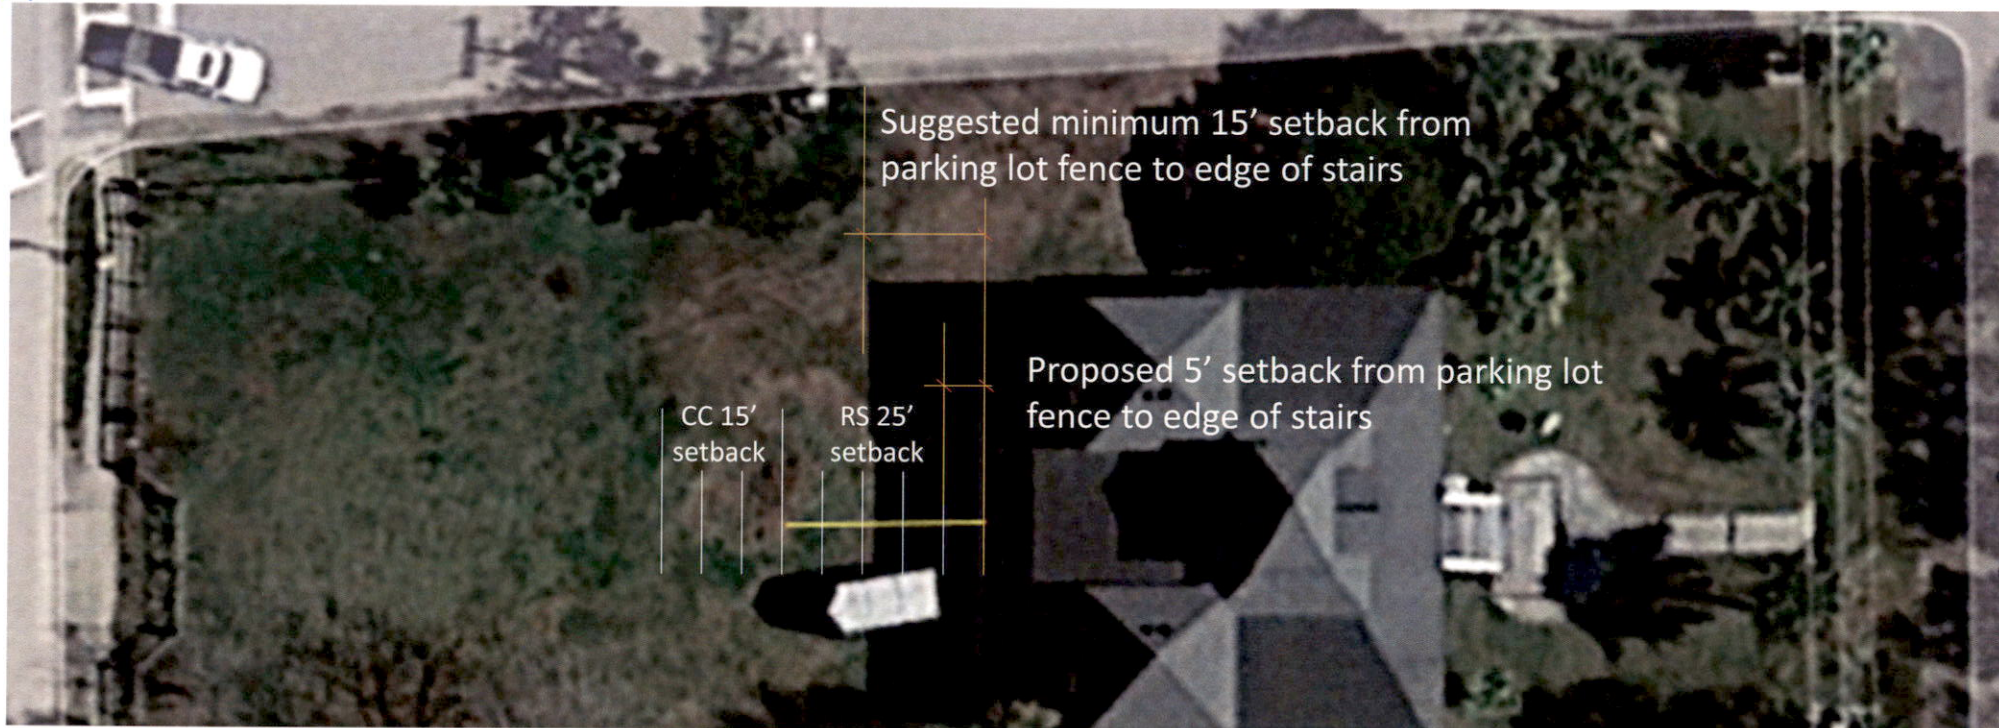 Suggested minimum 15’ setback from
parking lot fence to edge of stairs
Proposed 5’ setback from parking lot
fence to edge of stairs
CC 15’
setback
RS 25’
setback